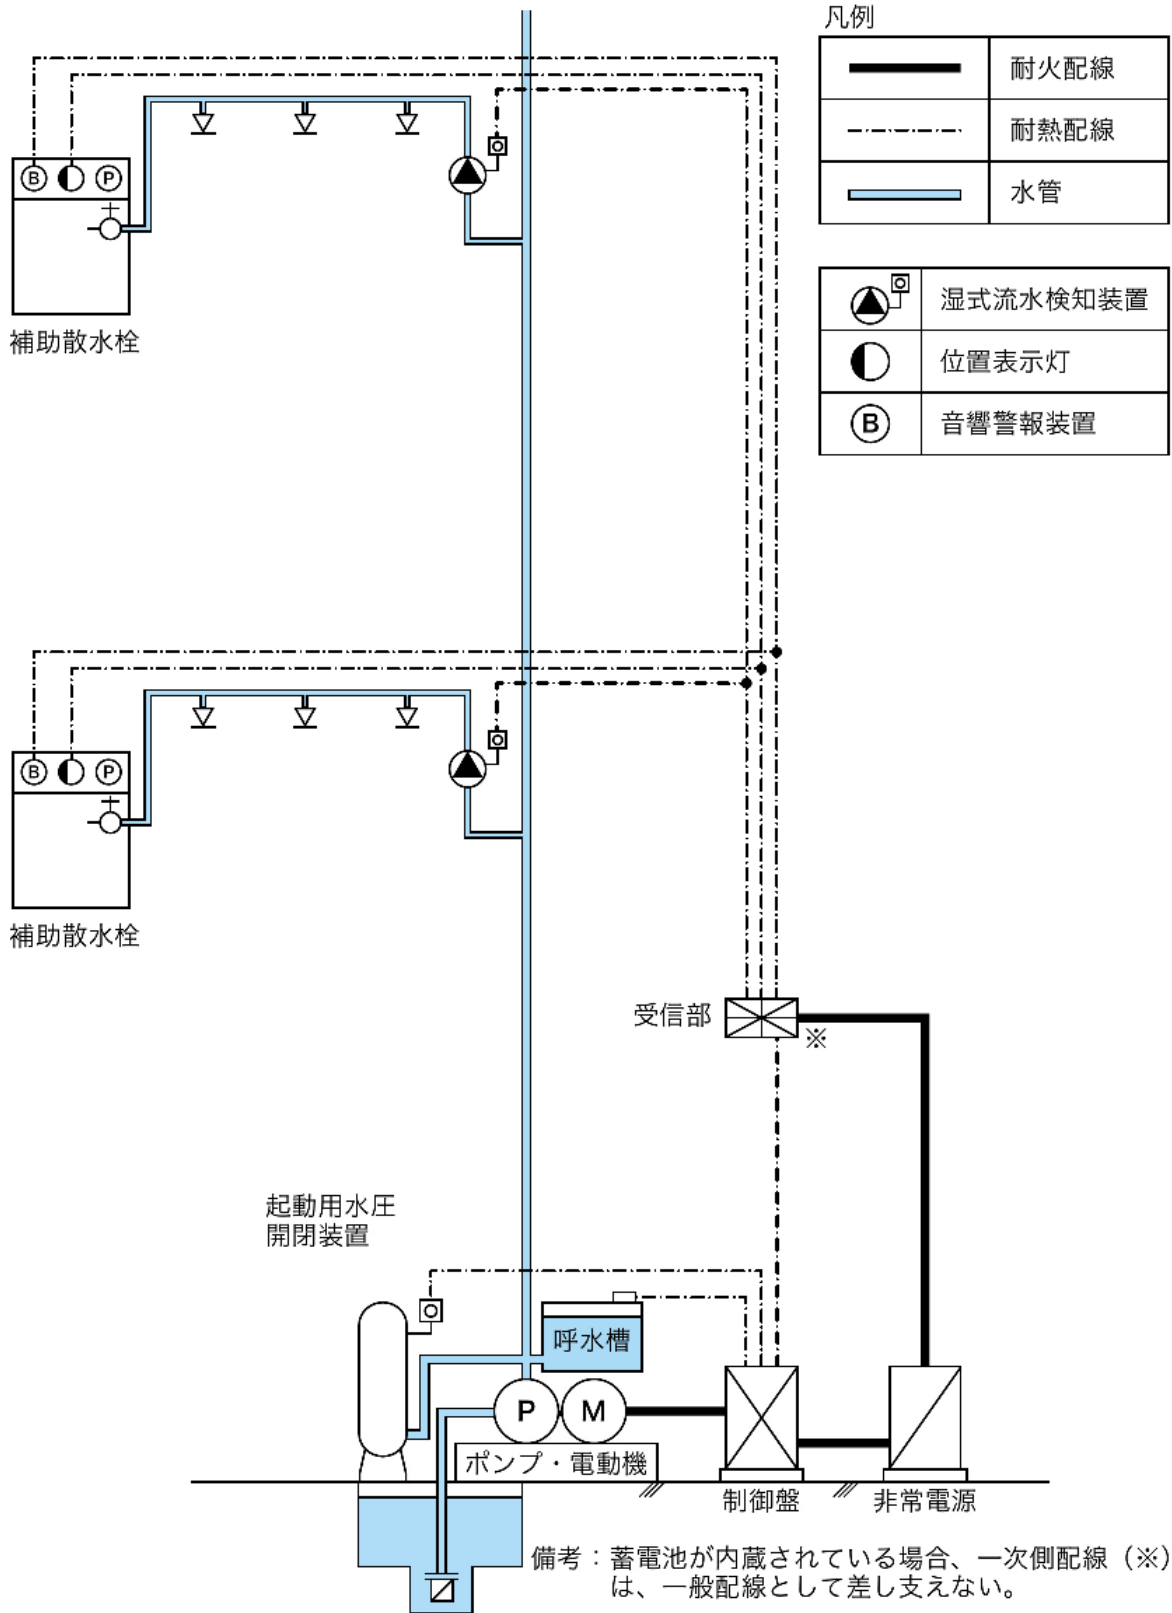 凡例
耐火配線
耐熱配線
水管
湿式流水検知装置
位置表示灯
B
音響警報装置
B
P
補助散水栓
B
P
補助散水栓
受信部
※
起動用水圧
開閉装置
呼水槽
P
M
ポンプ・電動機
制御盤
非常電源
備考：蓄電池が内蔵されている場合、一次側配線（※）
は、一般配線として差し支えない。